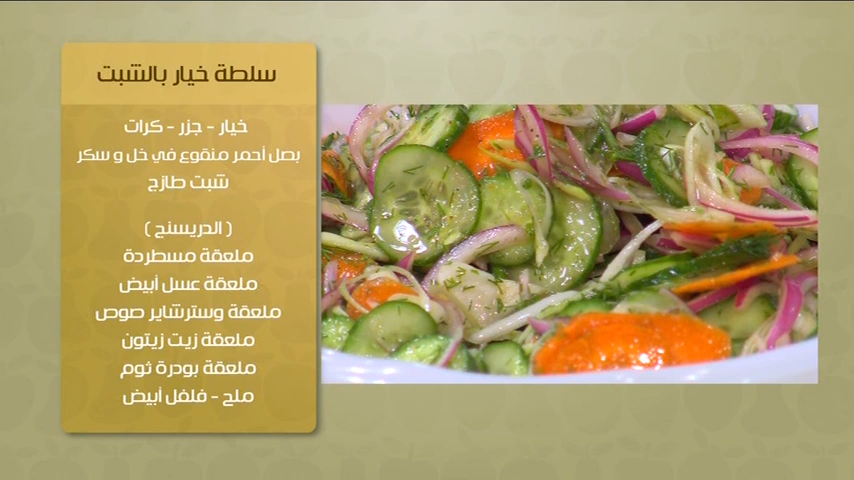 سلطة خيار بالشبت
خيار - جزر - كرات
بصل أحمر منقوع في خل و سكر
شبت طازج
( الدريسنج )
ملعقة مسطردة
ملعقة عسل أبيض
ملعقة وسترشاير صوص
ملعقة زيت زيتون
ملعقة بودرة ثوم
ملح - فلفل أبيض